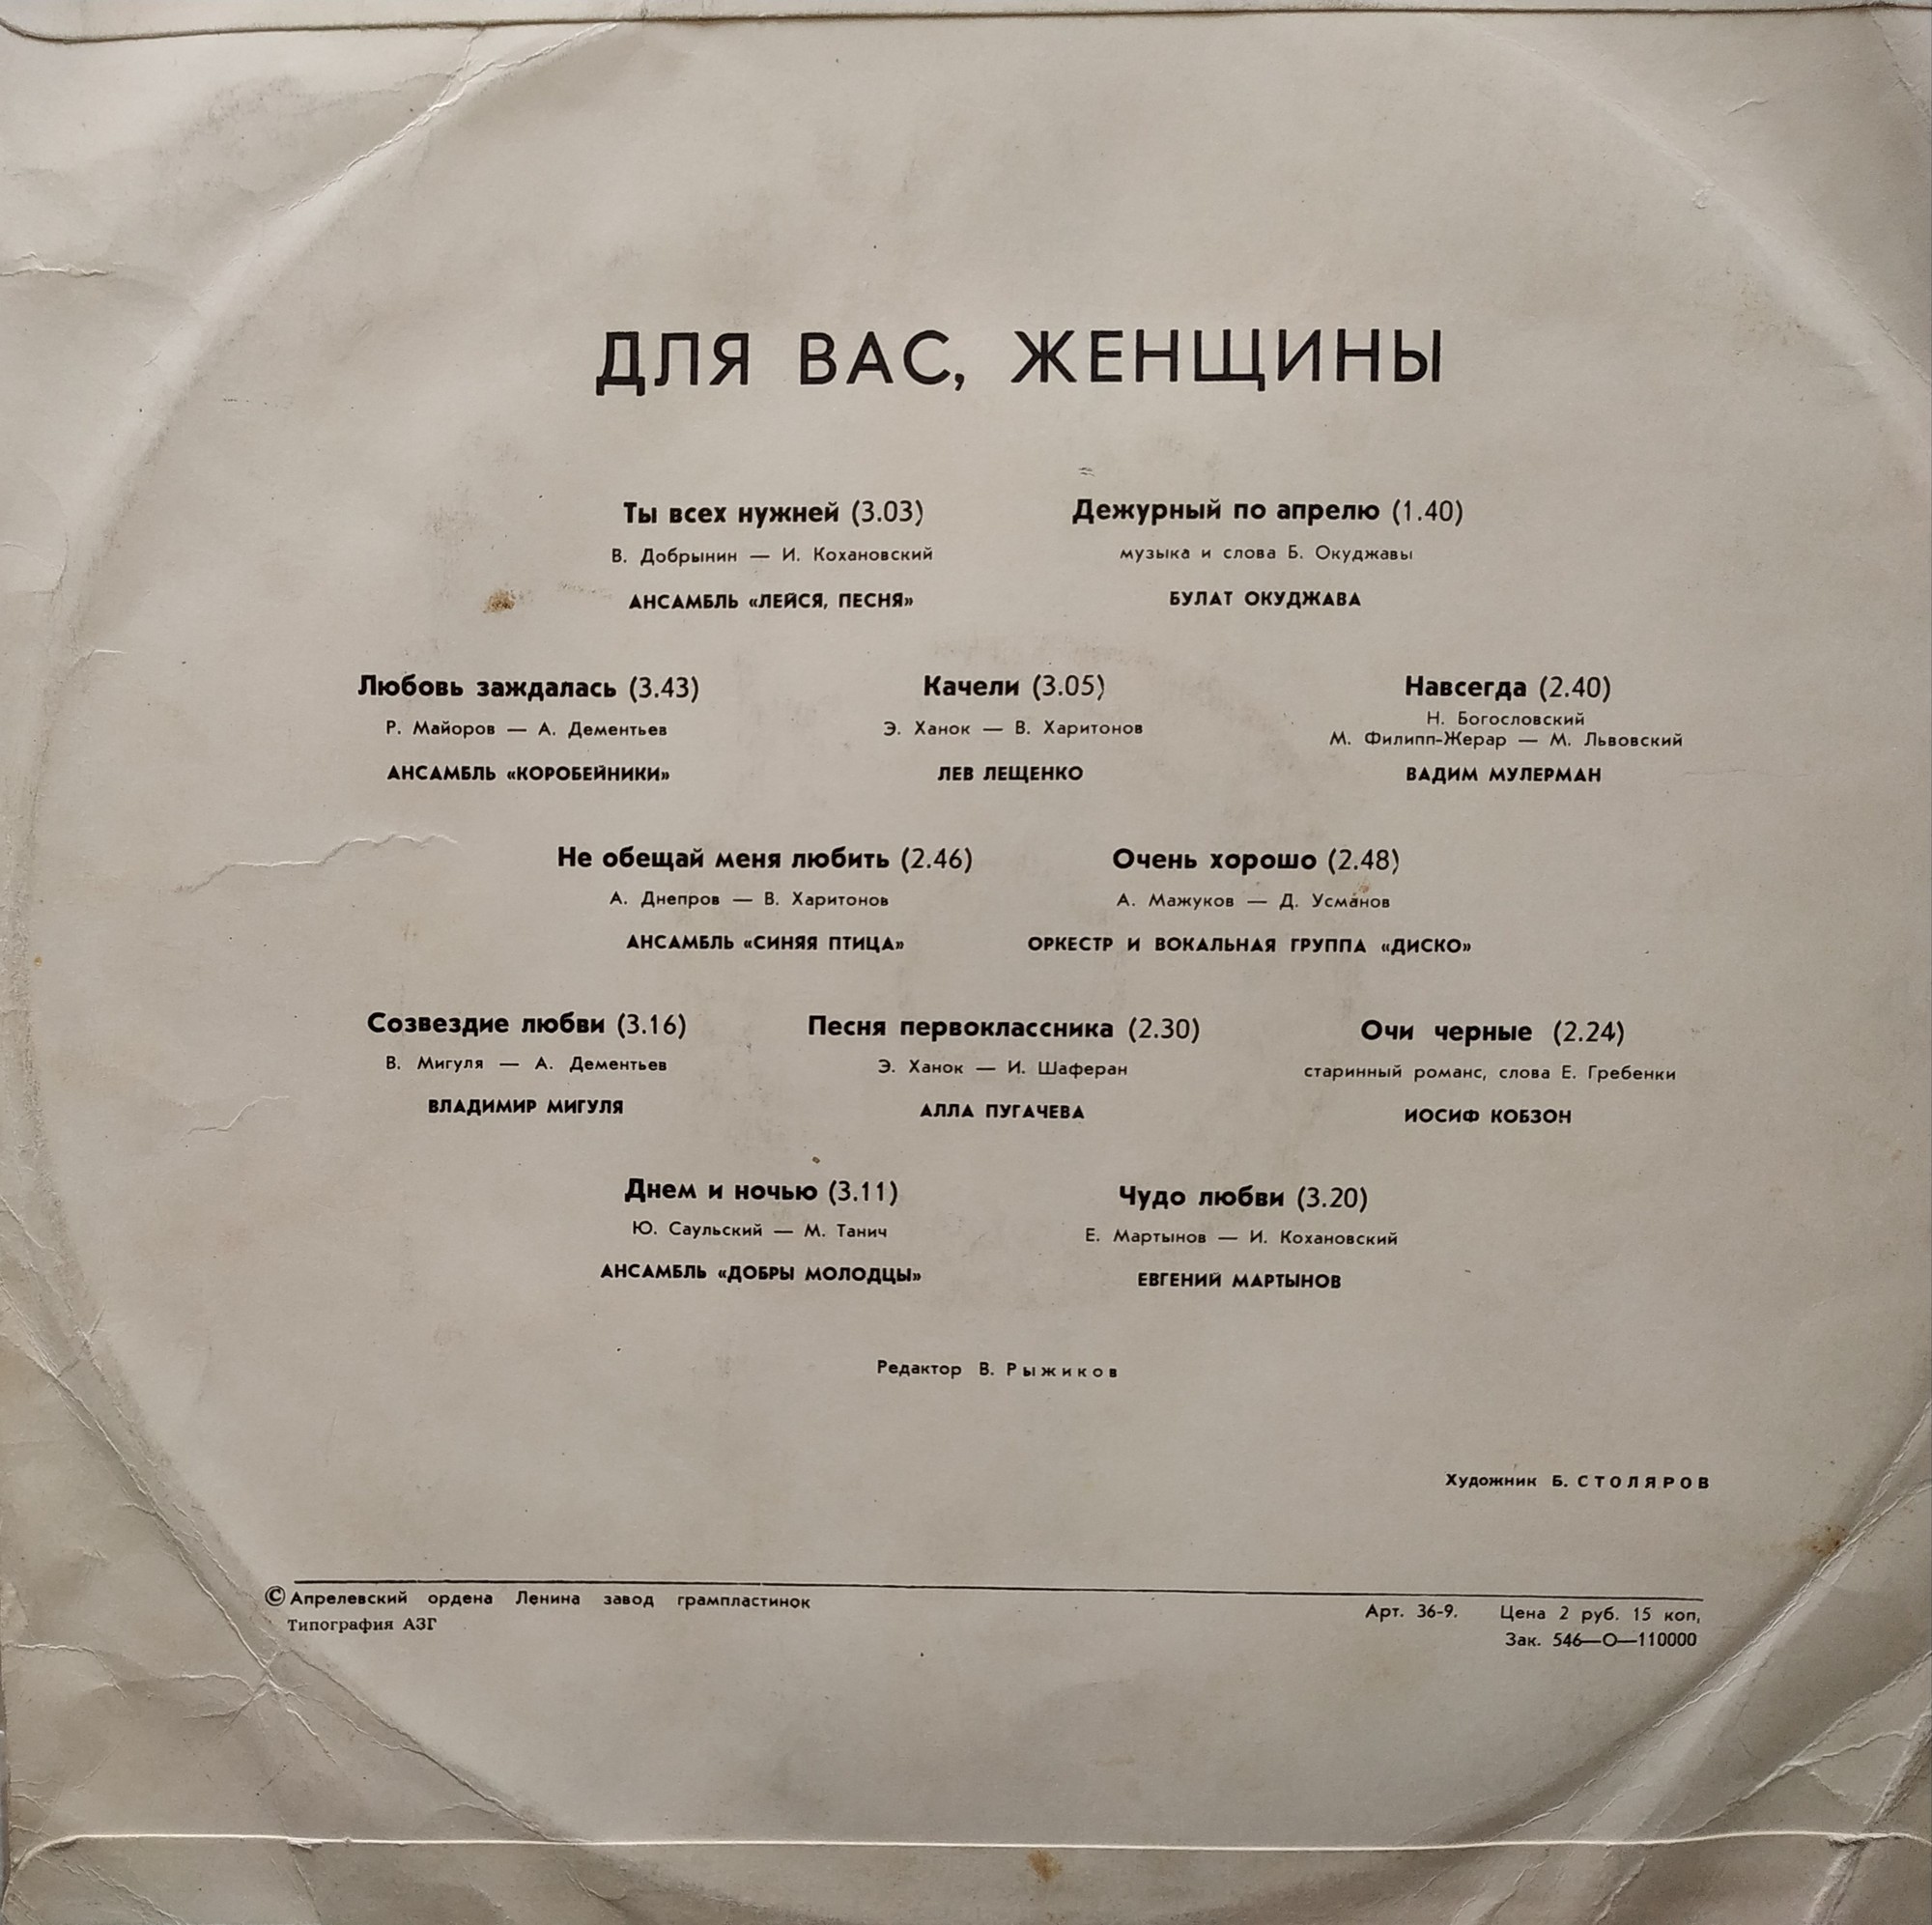 ДЛЯ ВАС, ЖЕНЩИНЫ
Ты всех нужней (3.03)
В. Добрынин — И. Кохановский
АНСАМБЛЬ «ЛЕЙСЯ, ПЕСНЯ»
Дежурный по апрелю (1.40)
музыка и слова Б. Окуджавы
БУЛАТ ОКУДЖАВА
Любовь заждалась (3.43)
Р. Майоров — А. Дементьев
АНСАМБЛЬ «КОРОБЕЙНИКИ»
Качели (3.05)
Э. Ханок — В. Харитонов
ЛЕВ ЛЕЩЕНКО
Навсегда (2.40)
Н. Богословский
М. Филипп-Жерар — М. Львовский
ВАДИМ МУЛЕРМАН
Не обещай меня любить (2.46)
А. Днепров — В. Харитонов
АНСАМБЛЬ «СИНЯЯ ПТИЦА»
Очень хорошо (2.48)
А. Мажуков — Д. Усманов
ОРКЕСТР И ВОКАЛЬНАЯ ГРУППА «ДИСКО»
Созвездие любви (3.16)
В. Мигуля — А. Дементьев
ВЛАДИМИР МИГУЛЯ
Песня первоклассника (2.30)
Э. Ханок — И. Шаферан
АЛЛА ПУГАЧЕВА
Очи черные (2.24)
старинный романс, слова Е. Гребенки
ИОСИФ КОБЗОН
Днем и ночью (3.11)
Ю. Саульский — М. Танич
АНСАМБЛЬ «ДОБРЫ МОЛОДЦЫ»
Чудо любви (3.20)
Е. Мартынов — И. Кохановский
ЕВГЕНИЙ МАРТЫНОВ
Редактор В. Рыжиков
Художник Б. СТОЛЯРОВ
© Апрелевский ордена Ленина завод грампластинок
Типография АЗГ
Арт. 36-9. Цена 2 руб. 15 коп,
Зак. 546—О—110000